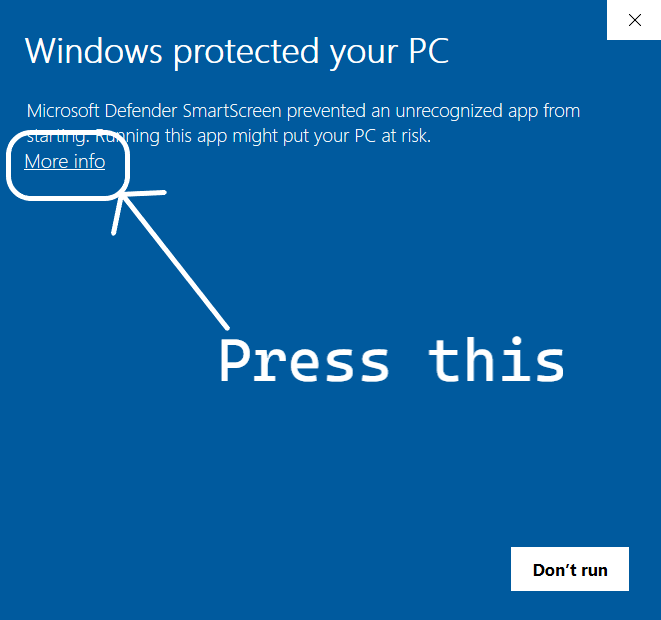 Windows protected your PC
Microsoft Defender SmartScreen prevented an unrecognized app from
starting. Running this app might put your PC at risk.
More info
Press this
Don't run